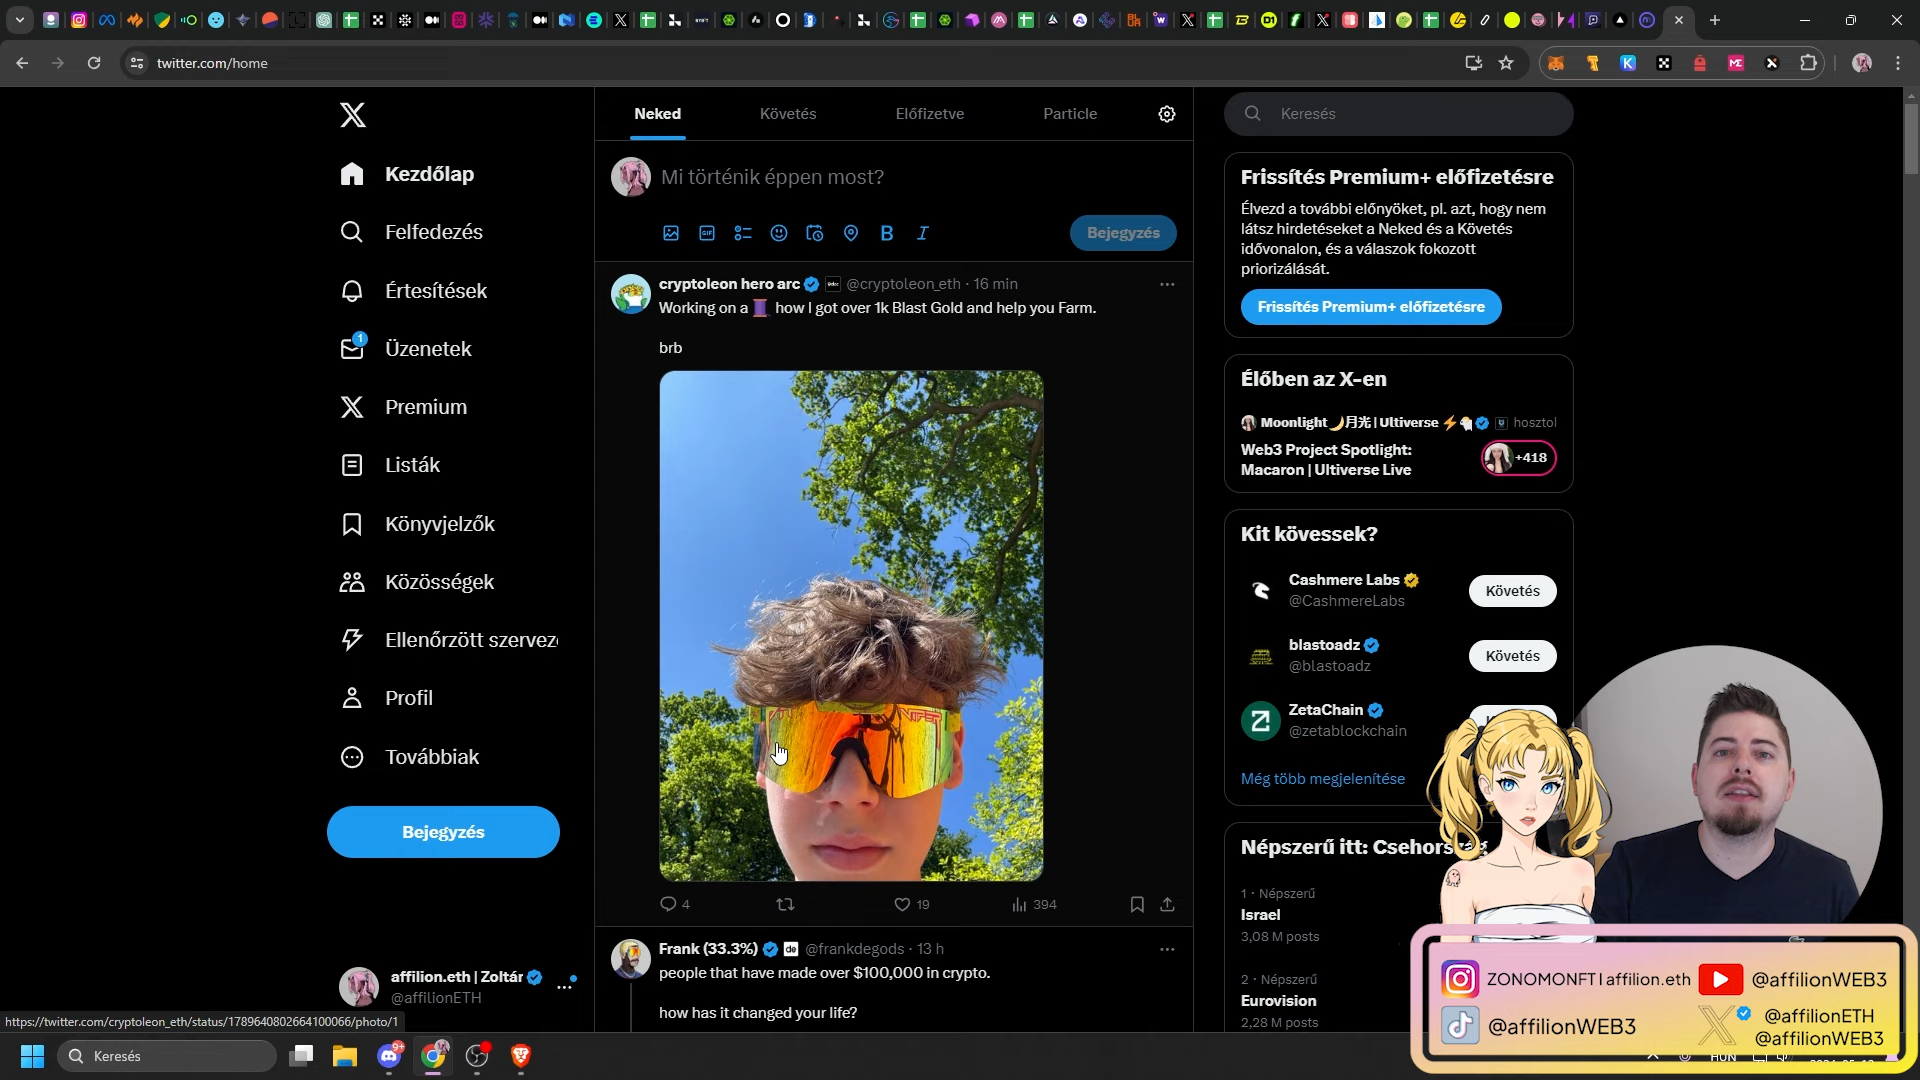 twitter.com/home
Kezdőlap
Felfedezés
Értesítések
1
Üzenetek
Premium
Listák
Könyvjelzők
Közösségek
Ellenőrzött szerveze
Profil
Továbbiak
Bejegyzés
affilion.eth | Zoltár
@affilionETH
https://twitter.com/cryptoleon_eth/status/1789640802664100066/photo/1
Neked
Követés
Előfizetve
Particle
Mi történik éppen most?
GIF
B I
Bejegyzés
cryptoleon hero arc @cryptoleon_eth · 16 min
Working on a 🧵 how I got over 1k Blast Gold and help you Farm.
brb
VIPER
4
19
394
Frank (33.3%) de @frankdegods · 13 h
people that have made over $100,000 in crypto.
how has it changed your life?
Keresés
Frissítés Premium+ előfizetésre
Élvezd a további előnyöket, pl. azt, hogy nem
látsz hirdetéseket a Neked és a Követés
idővonalon, és a válaszok fokozott
priorizálását.
Frissítés Premium+ előfizetésre
Élőben az X-en
Moonlight🌙月光 | Ultiverse ⚡ hosztol
Web3 Project Spotlight:
Macaron | Ultiverse Live
+418
Kit kövessek?
Cashmere Labs
@CashmereLabs
Követés
blastoadz
@blastoadz
Követés
ZetaChain
@zetablockchain
Még több megjelenítése
Népszerű itt: Csehország
1 · Népszerű
Israel
3,08 M posts
2 · Népszerű
Eurovision
2,28 M posts
ZONOMONFT | affilion.eth
@affilionWEB3
@affilionWEB3
@affilionETH
@affilionWEB3
Keresés
9+
HUN